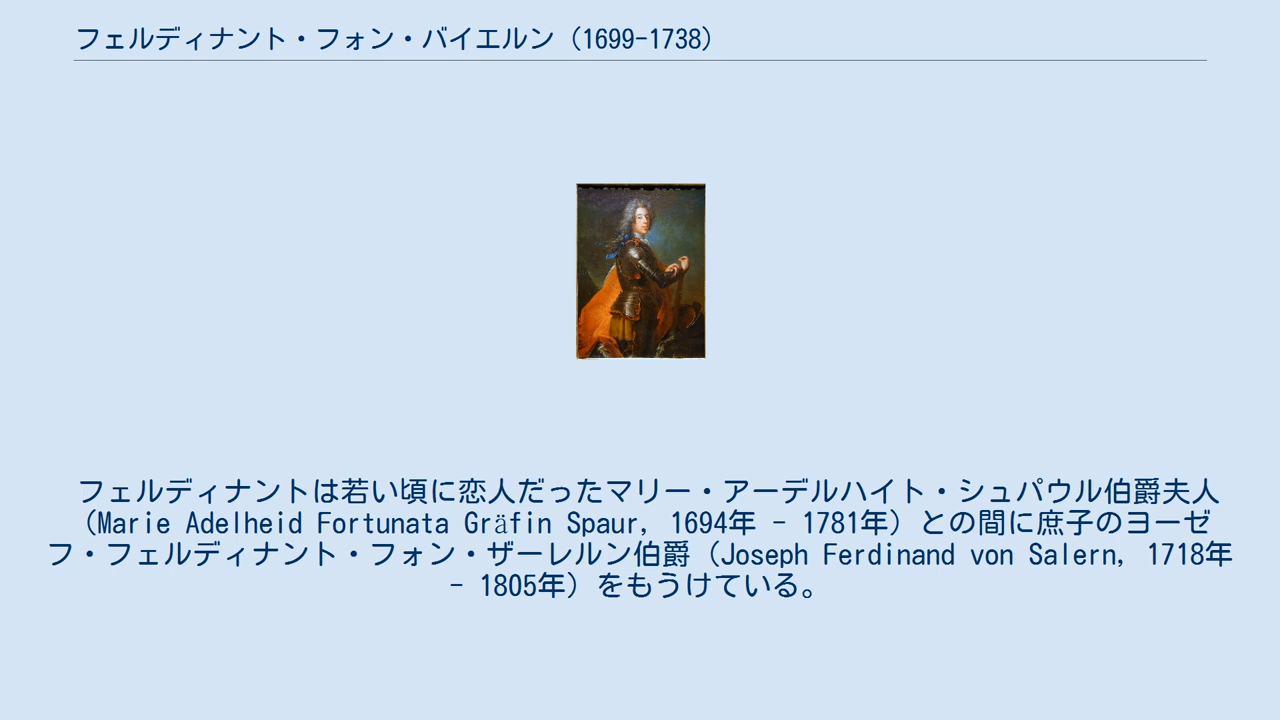 フェルディナント・フォン・バイエルン（1699-1738）
フェルディナントは若い頃に恋人だったマリー・アーデルハイト・シュパウル伯爵夫人
（Marie Adelheid Fortunata Gräfin Spaur, 1694年 - 1781年）との間に庶子のヨーゼ
フ・フェルディナント・フォン・ザーレルン伯爵（Joseph Ferdinand von Salern, 1718年
- 1805年）をもうけている。